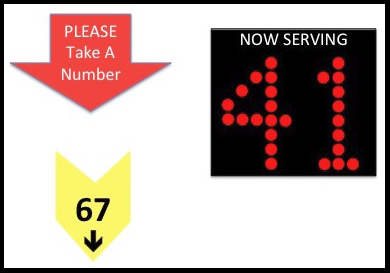 PLEASE
Take A
Number
NOW SERVING
41
67